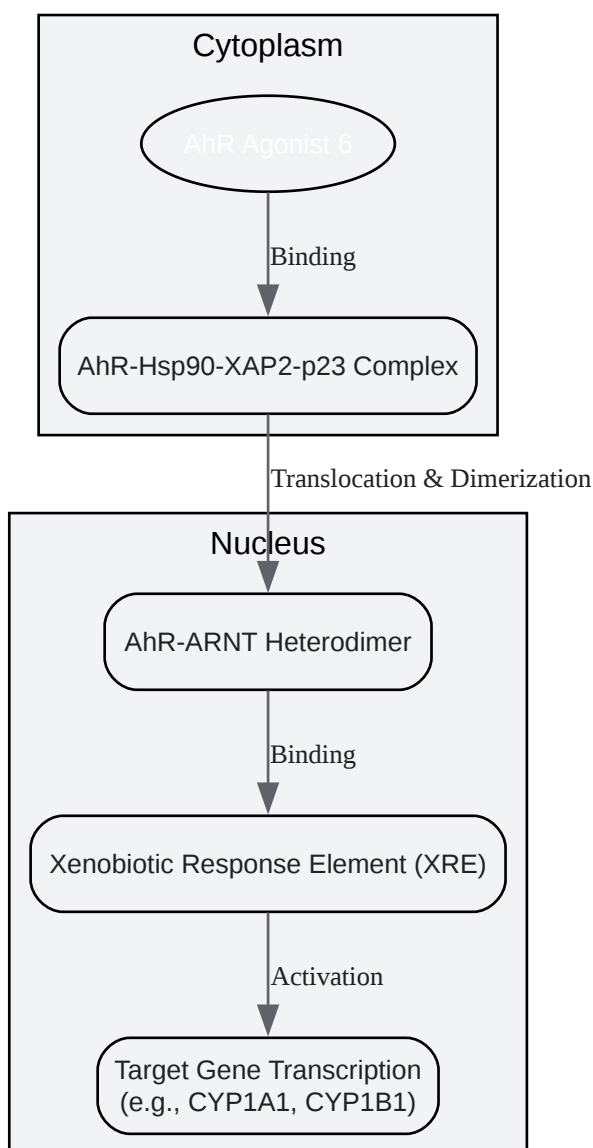 Cytoplasm
AhR Agonist 6
Binding
AhR-Hsp90-XAP2-p23 Complex
Translocation & Dimerization
Nucleus
AhR-ARNT Heterodimer
Binding
Xenobiotic Response Element (XRE)
Activation
Target Gene Transcription
(e.g., CYP1A1, CYP1B1)